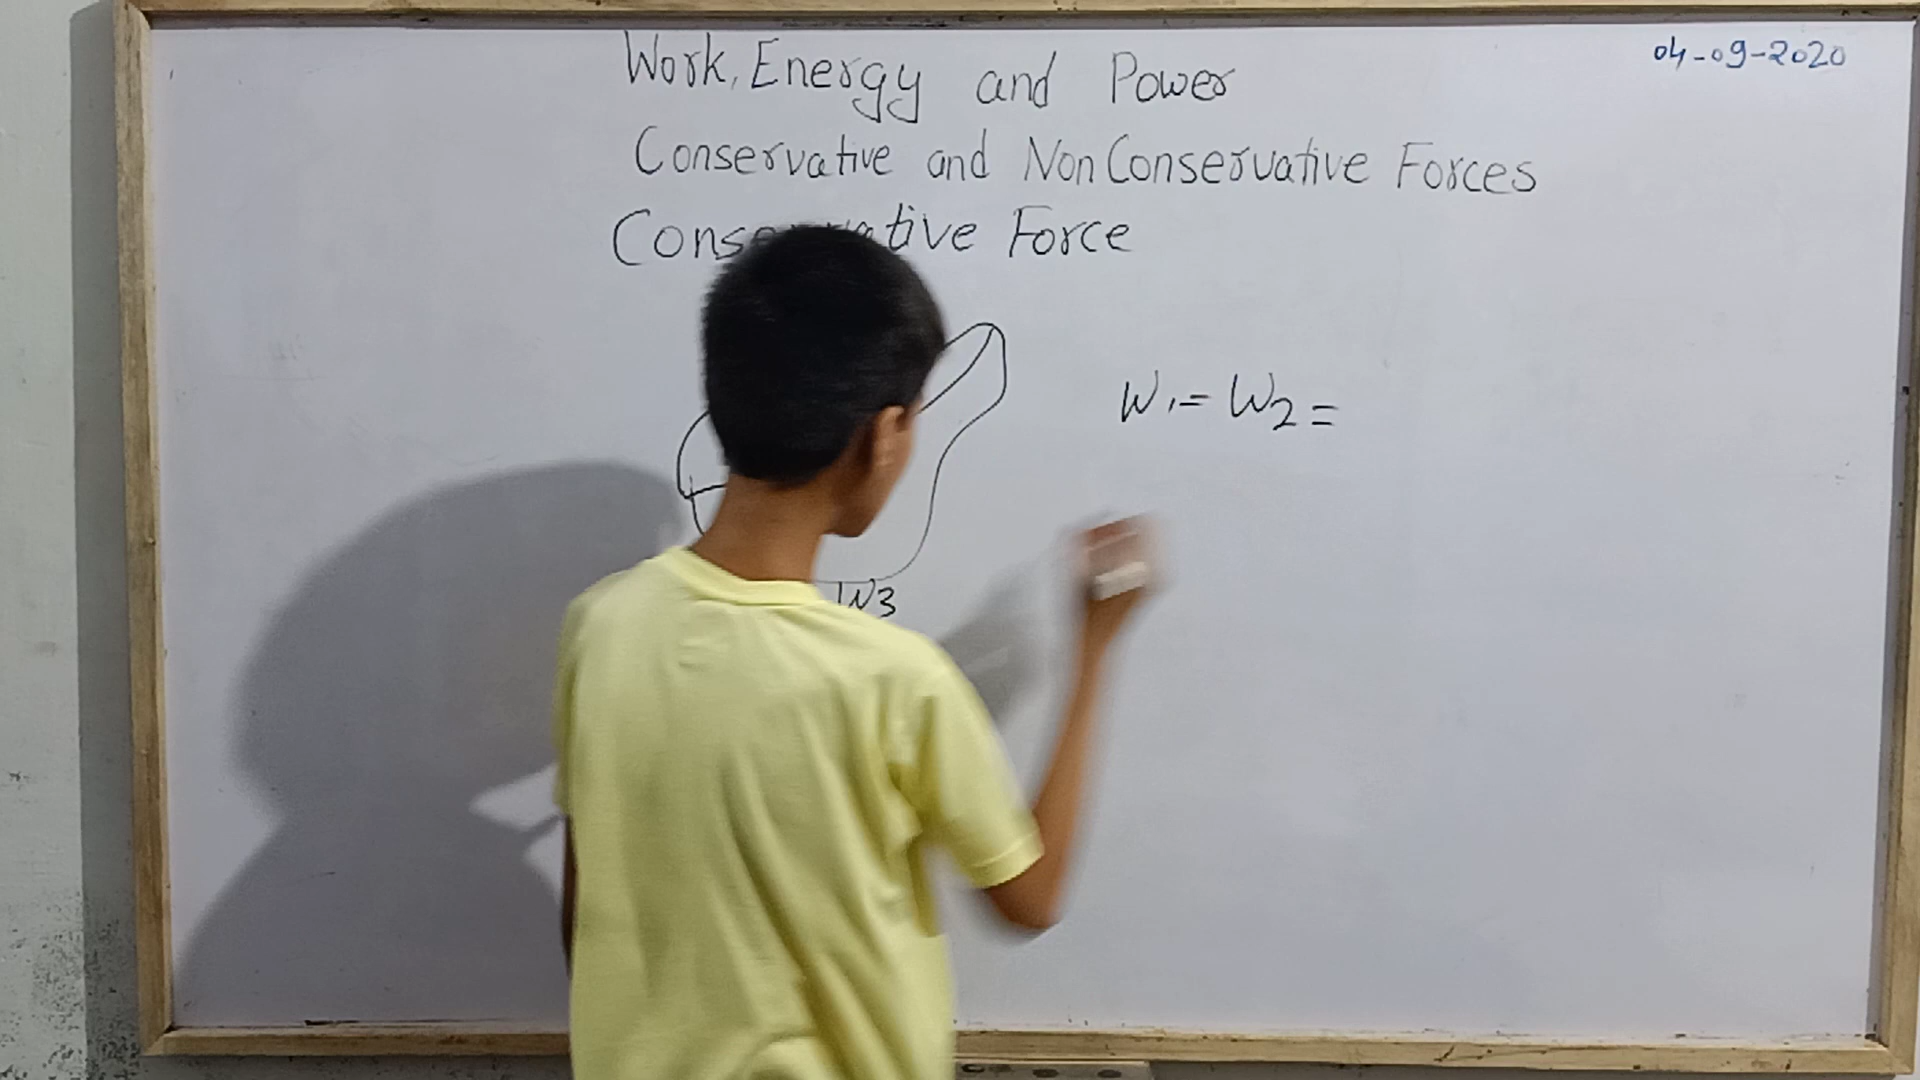 04-09-2020
Work, Energy and Power
Conservative and Non Conservative Forces
Conservative Force
W1 = W2 =
W3